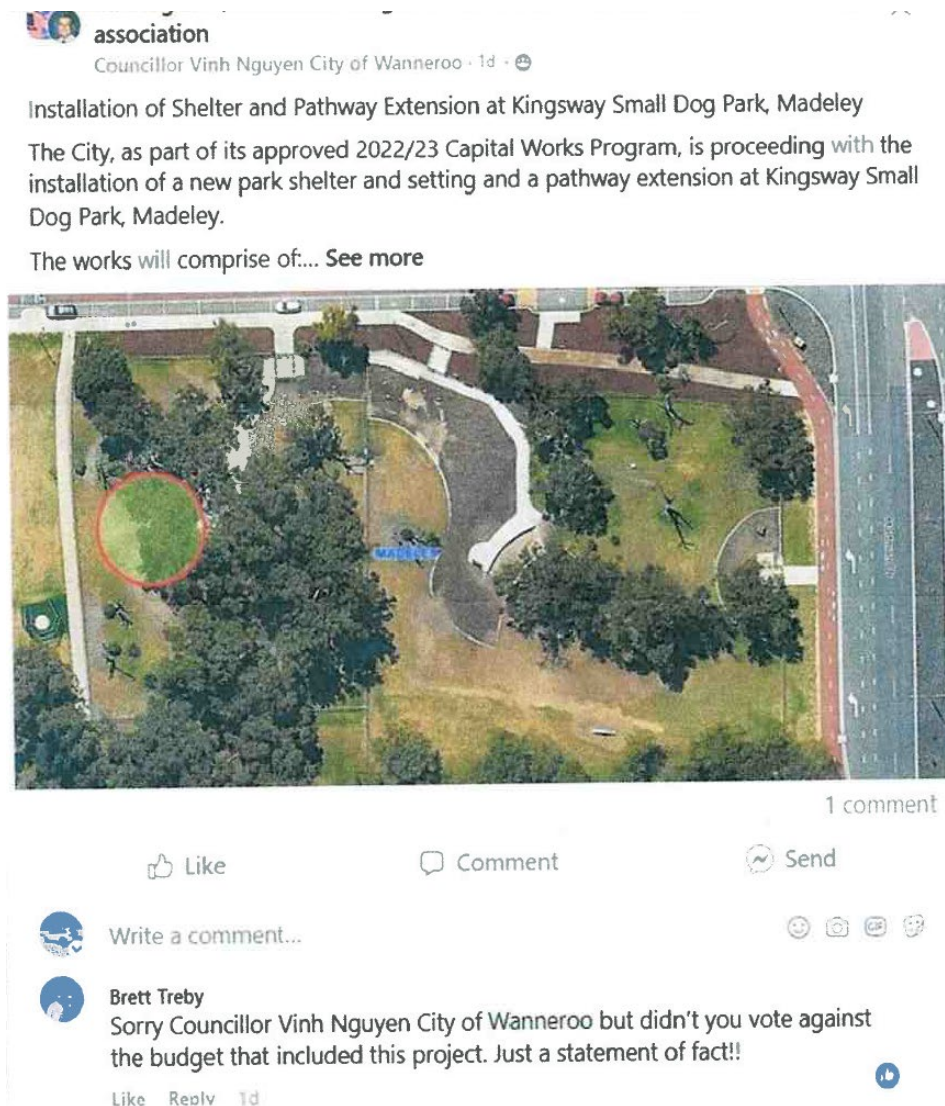 association
Councillor Vinh Nguyen City of Wanneroo · 1d ·
Installation of Shelter and Pathway Extension at Kingsway Small Dog Park, Madeley
The City, as part of its approved 2022/23 Capital Works Program, is proceeding with the
installation of a new park shelter and setting and a pathway extension at Kingsway Small
Dog Park, Madeley.
The works will comprise of:... See more
MADELEY
1 comment
Like
Comment
Send
Write a comment...
GIF
Brett Treby
Sorry Councillor Vinh Nguyen City of Wanneroo but didn't you vote against
the budget that included this project. Just a statement of fact!!
Like Reply 1d